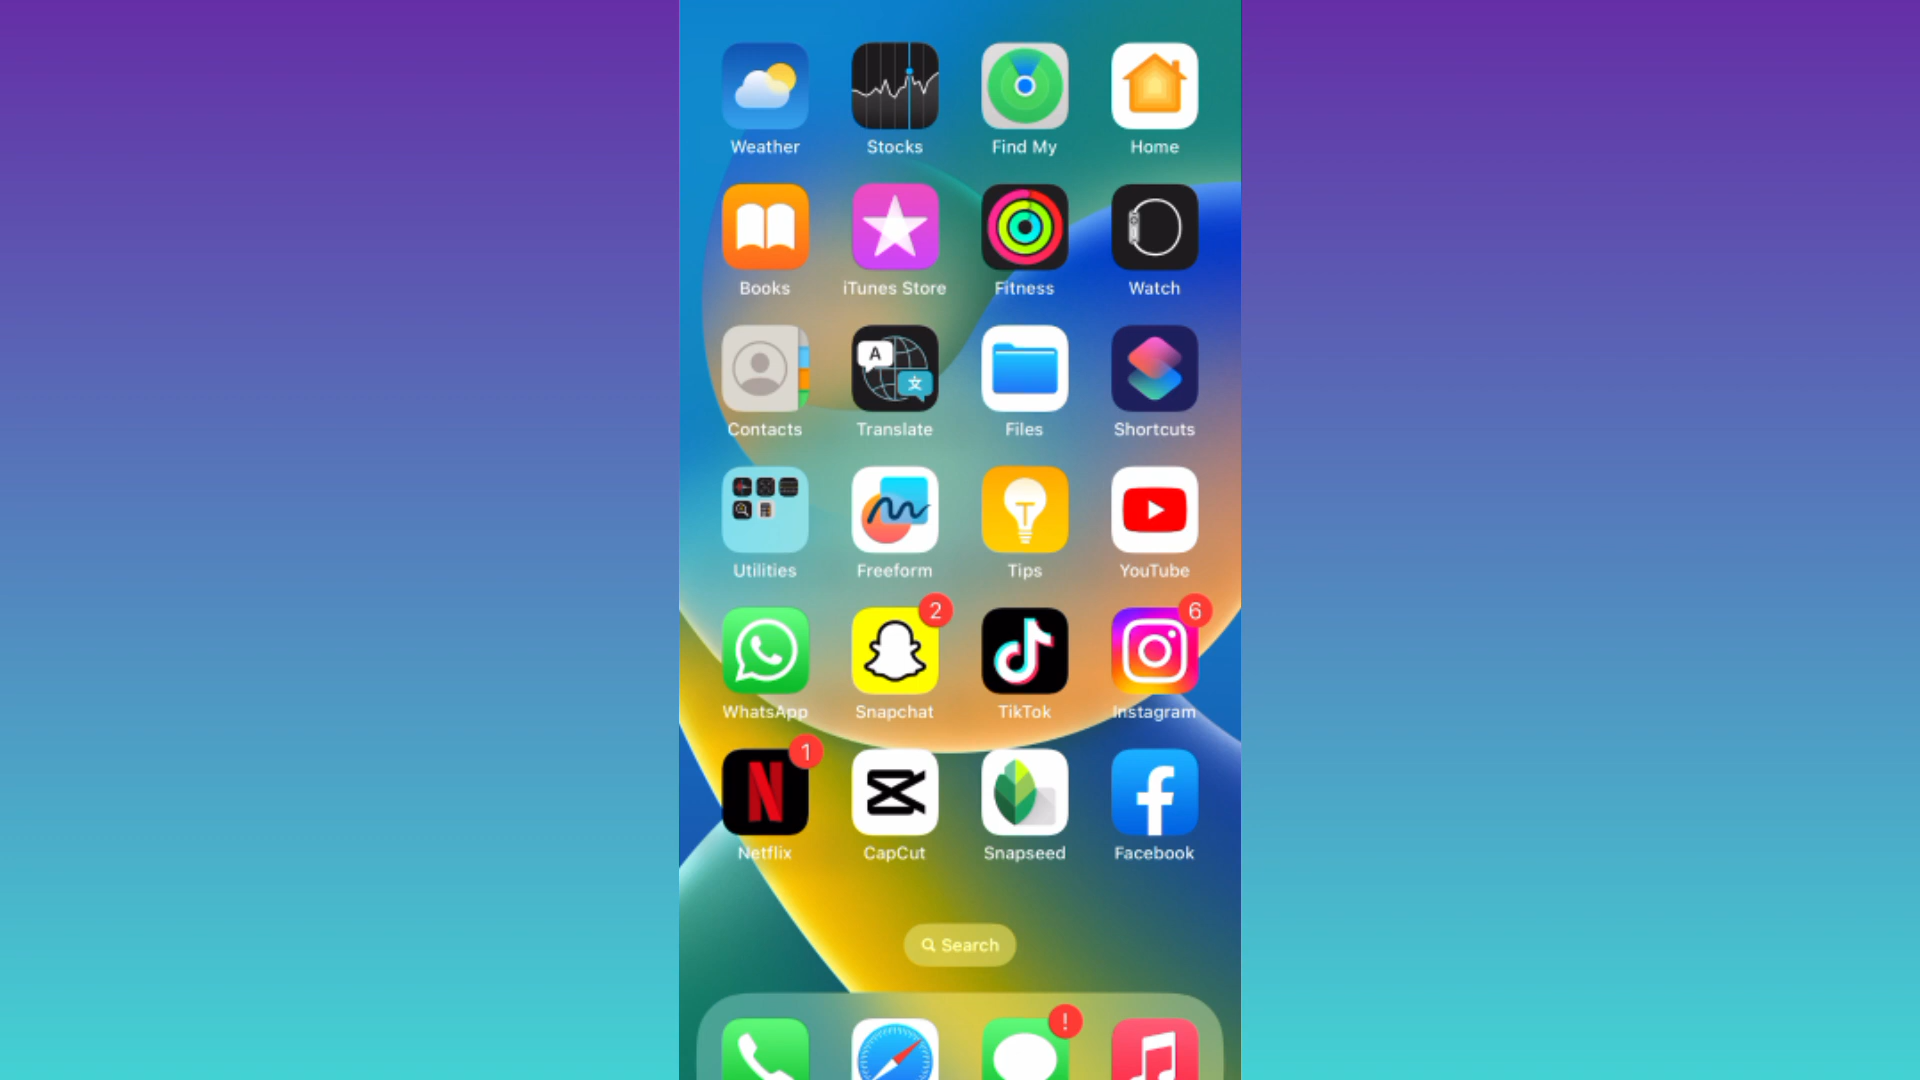 Weather Stocks Find My Home
Books iTunes Store Fitness Watch
A
文
Contacts Translate Files Shortcuts
Utilities Freeform Tips YouTube
2 6
WhatsApp Snapchat TikTok Instagram
1
N
f
Netflix CapCut Snapseed Facebook
Search
!